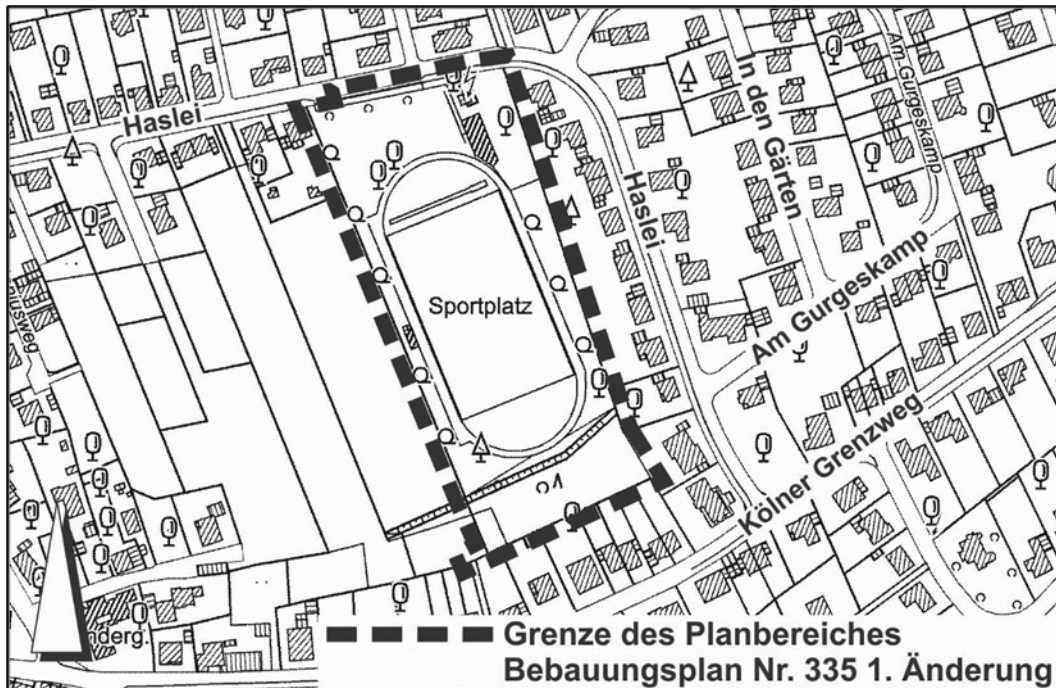 Haslei
Am Gurgeskamp
In den Gärten
Haslei
Sportplatz
Am Gurgeskamp
Kölner Grenzweg
Grenze des Planbereiches
Bebauungsplan Nr. 335 1. Änderung